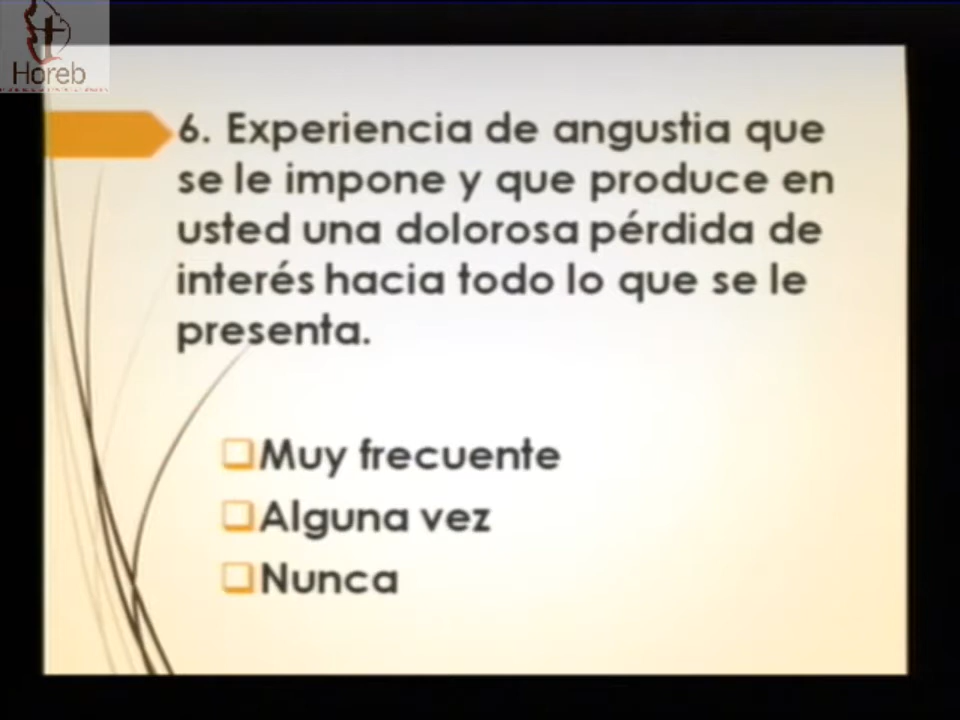 Horeb
6. Experiencia de angustia que
se le impone y que produce en
usted una dolorosa pérdida de
interés hacia todo lo que se le
presenta.
Muy frecuente
Alguna vez
Nunca